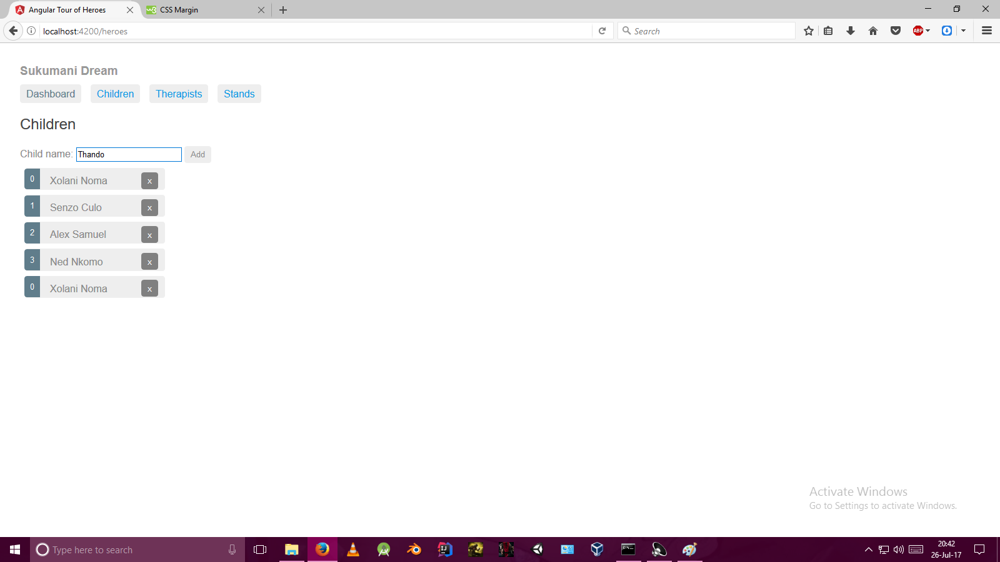 Angular Tour of Heroes
CSS Margin
localhost:4200/heroes
Search
ABP
Sukumani Dream
Dashboard Children Therapists Stands
Children
Child name: Thando Add
0 Xolani Noma x
1 Senzo Culo x
2 Alex Samuel x
3 Ned Nkomo x
0 Xolani Noma x
Activate Windows
Go to Settings to activate Windows.
Type here to search
20:42
26-Jul-17